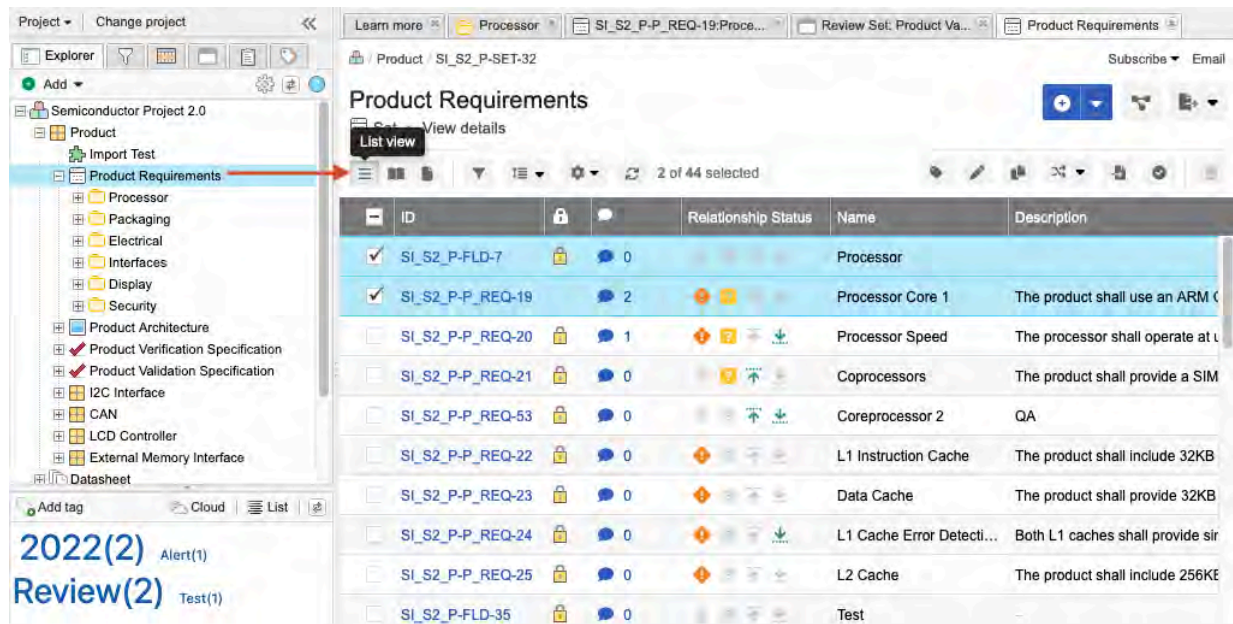 Project Change project
Learn more Processor SI_S2_P-P_REQ-19:Proce... Review Set: Product Va... Product Requirements
Explorer
Add
Product / SI_S2_P-SET-32
Subscribe Email
Semiconductor Project 2.0
Product
Import Test
Product Requirements
Processor
Packaging
Electrical
Interfaces
Display
Security
Product Architecture
Product Verification Specification
Product Validation Specification
I2C Interface
CAN
LCD Controller
External Memory Interface
Datasheet
Add tag Cloud List
2022(2) Alert(1)
Review(2) Test(1)
Product Requirements
View details
List view
2 of 44 selected
ID Relationship Status Name Description
SI_S2_P-FLD-7 0 Processor
SI_S2_P-P_REQ-19 2 Processor Core 1 The product shall use an ARM
SI_S2_P-P_REQ-20 1 Processor Speed The processor shall operate at
SI_S2_P-P_REQ-21 0 Coprocessors The product shall provide a SIM
SI_S2_P-P_REQ-53 0 Coreprocessor 2 QA
SI_S2_P-P_REQ-22 0 L1 Instruction Cache The product shall include 32KB
SI_S2_P-P_REQ-23 0 Data Cache The product shall provide 32KB
SI_S2_P-P_REQ-24 0 L1 Cache Error Detecti... Both L1 caches shall provide
SI_S2_P-P_REQ-25 0 L2 Cache The product shall include
SI_S2_P-FLD-35 0 Test